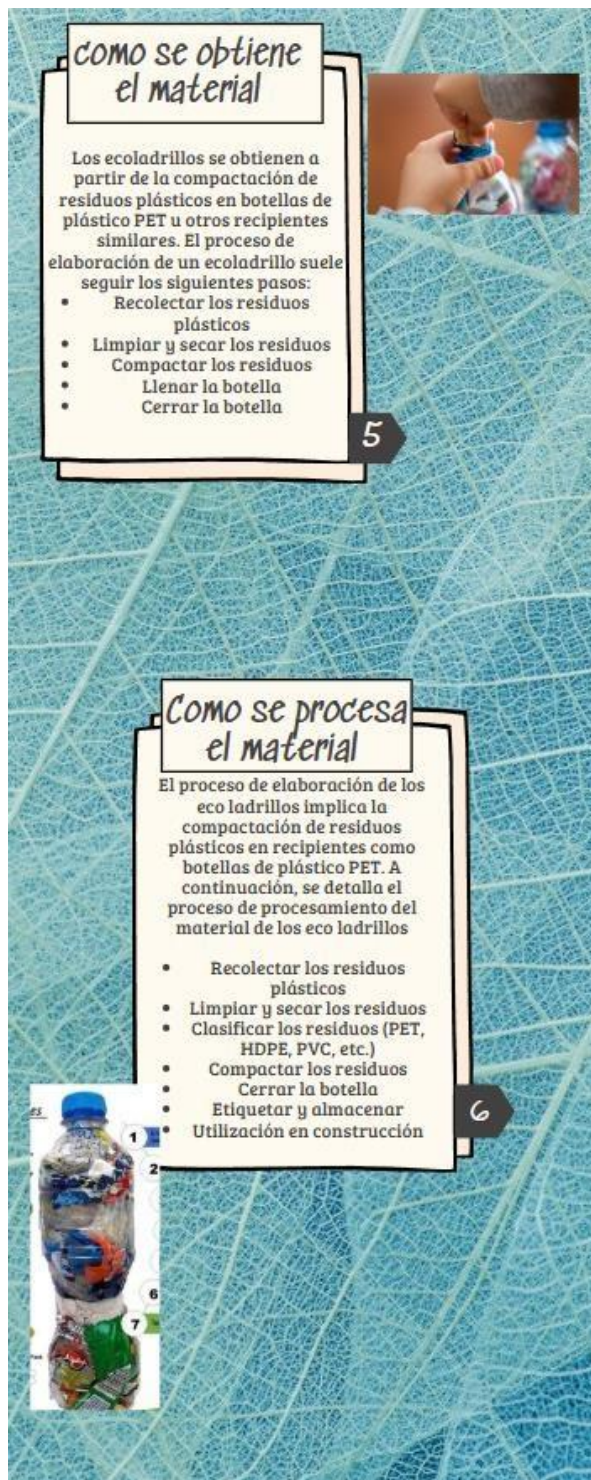 como se obtiene
el material
Los ecoladrillos se obtienen a
partir de la compactación de
residuos plásticos en botellas de
plástico PET u otros recipientes
similares. El proceso de
elaboración de un ecoladrillo suele
seguir los siguientes pasos:
• Recolectar los residuos
plásticos
• Limpiar y secar los residuos
• Compactar los residuos
• Llenar la botella
• Cerrar la botella
5
Como se procesa
el material
El proceso de elaboración de los
eco ladrillos implica la
compactación de residuos
plásticos en recipientes como
botellas de plástico PET. A
continuación, se detalla el
proceso de procesamiento del
material de los eco ladrillos
• Recolectar los residuos
plásticos
• Limpiar y secar los residuos
• Clasificar los residuos (PET,
HDPE, PVC, etc.)
• Compactar los residuos
• Cerrar la botella
• Etiquetar y almacenar
• Utilización en construcción
6
es
1
2
6
7